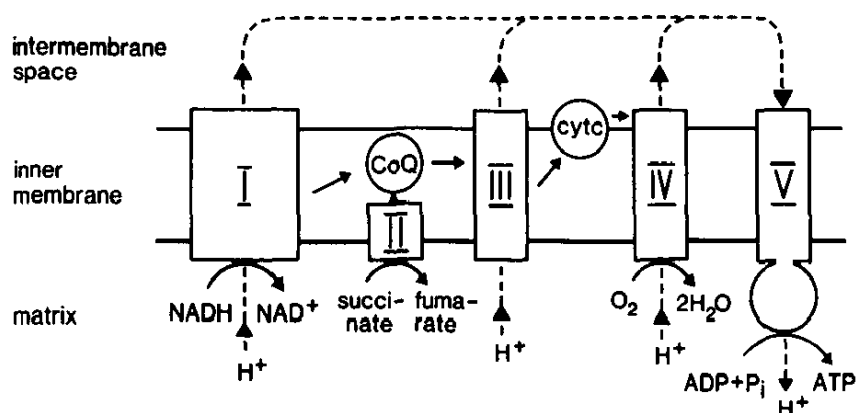 intermembrane
space
inner
membrane
matrix
I
CoQ
II
III
cytc
IV
V
NADH
NAD+
H+
succi-
nate
fuma-
rate
H+
O₂
2H₂O
H+
ADP+Pᵢ
ATP
H+